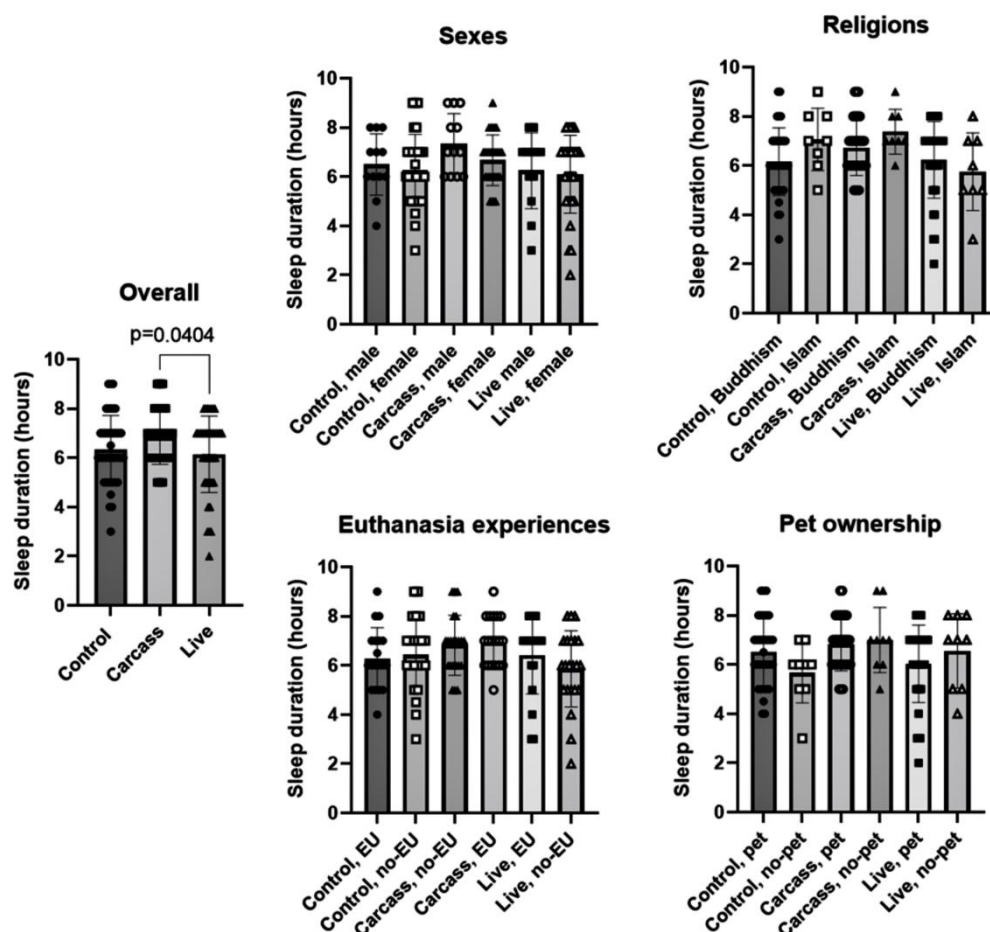 Overall
p=0.0404
Sleep duration (hours)
10
8
6
4
2
0
Control
Carcass
Live
Sexes
Sleep duration (hours)
10
8
6
4
2
0
Control, male
Control, female
Carcass, male
Carcass, female
Live male
Live, female
Religions
Sleep duration (hours)
10
8
6
4
2
0
Control, Buddhism
Control, Islam
Carcass, Buddhism
Carcass, Islam
Live, Buddhism
Live, Islam
Euthanasia experiences
Sleep duration (hours)
10
8
6
4
2
0
Control, EU
Control, no-EU
Carcass, no-EU
Carcass, EU
Live, EU
Live, no-EU
Pet ownership
Sleep duration (hours)
10
8
6
4
2
0
Control, pet
Control, no-pet
Carcass, pet
Carcass, no-pet
Live, pet
Live, no-pet